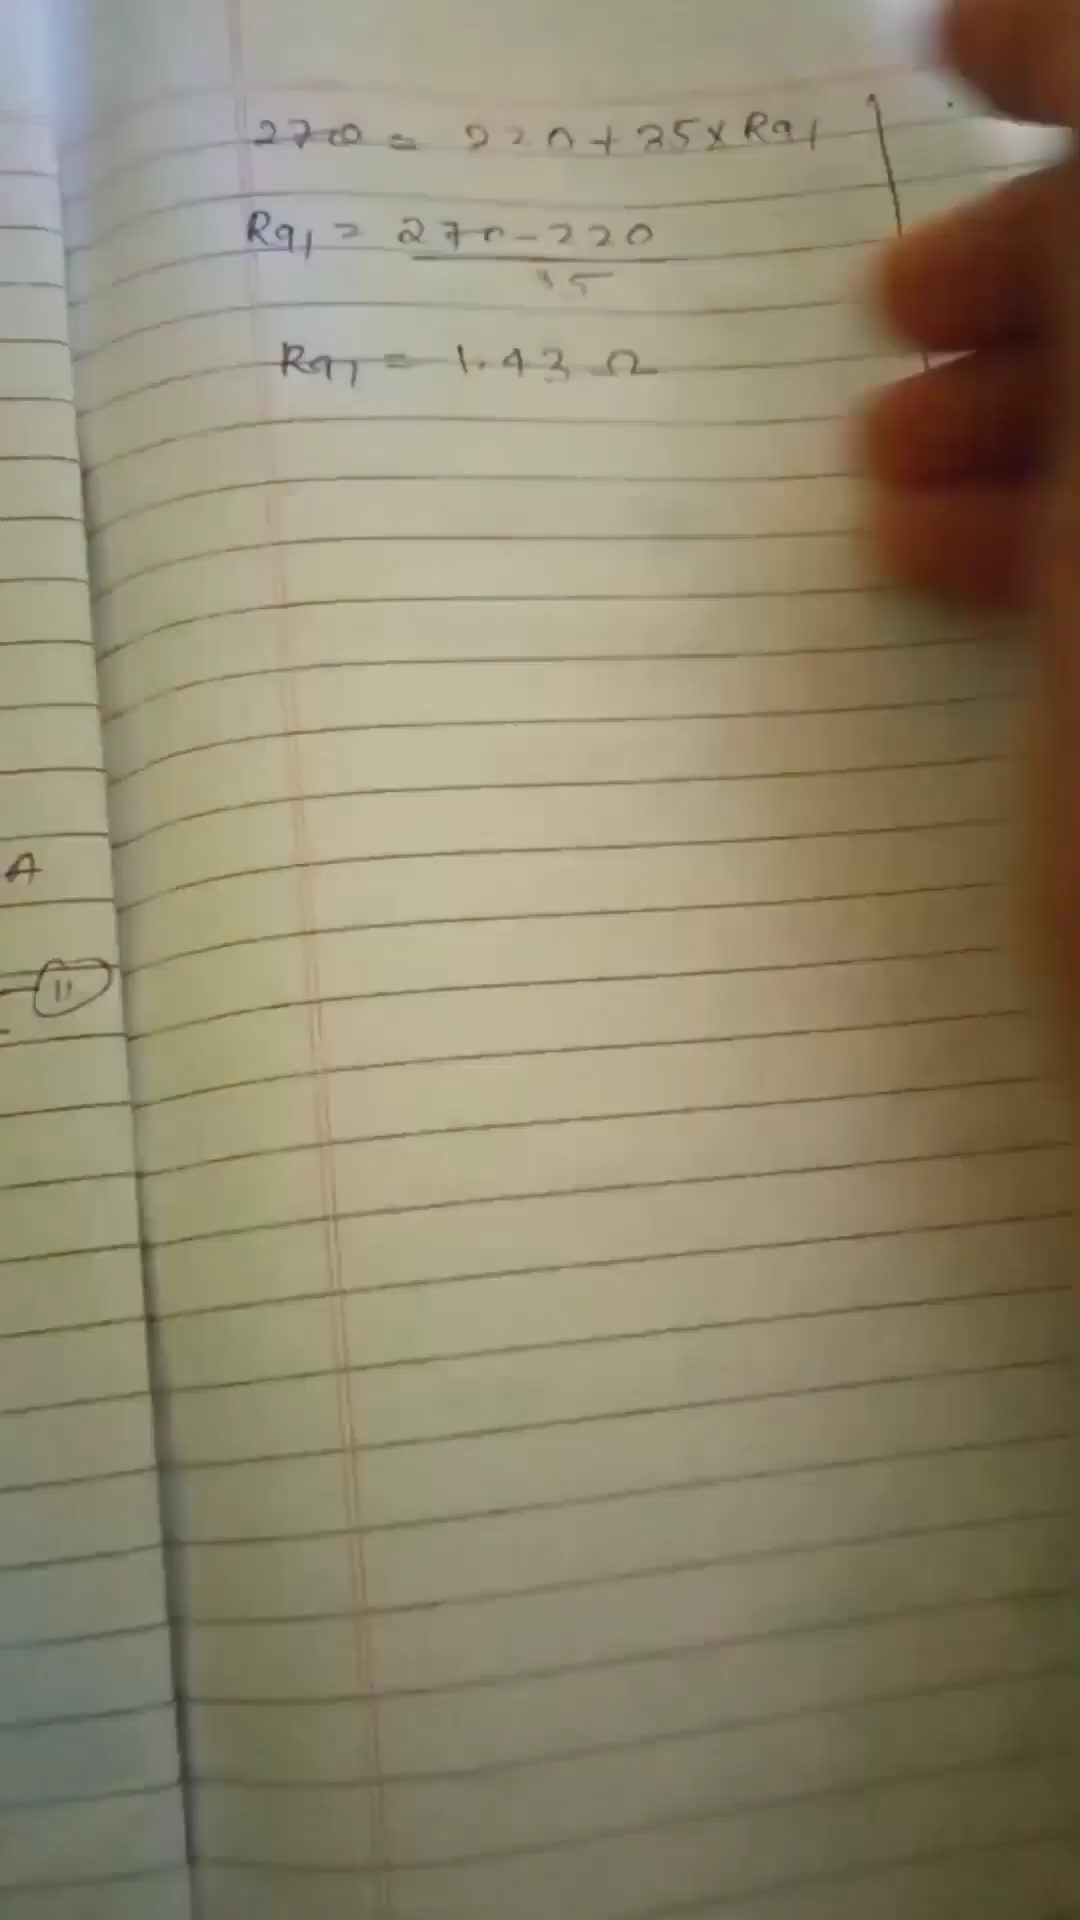 270 = 220 + 35 x Ra1
Ra1 = 270 - 220
35
Ra1 = 1.43 Ω
A
11